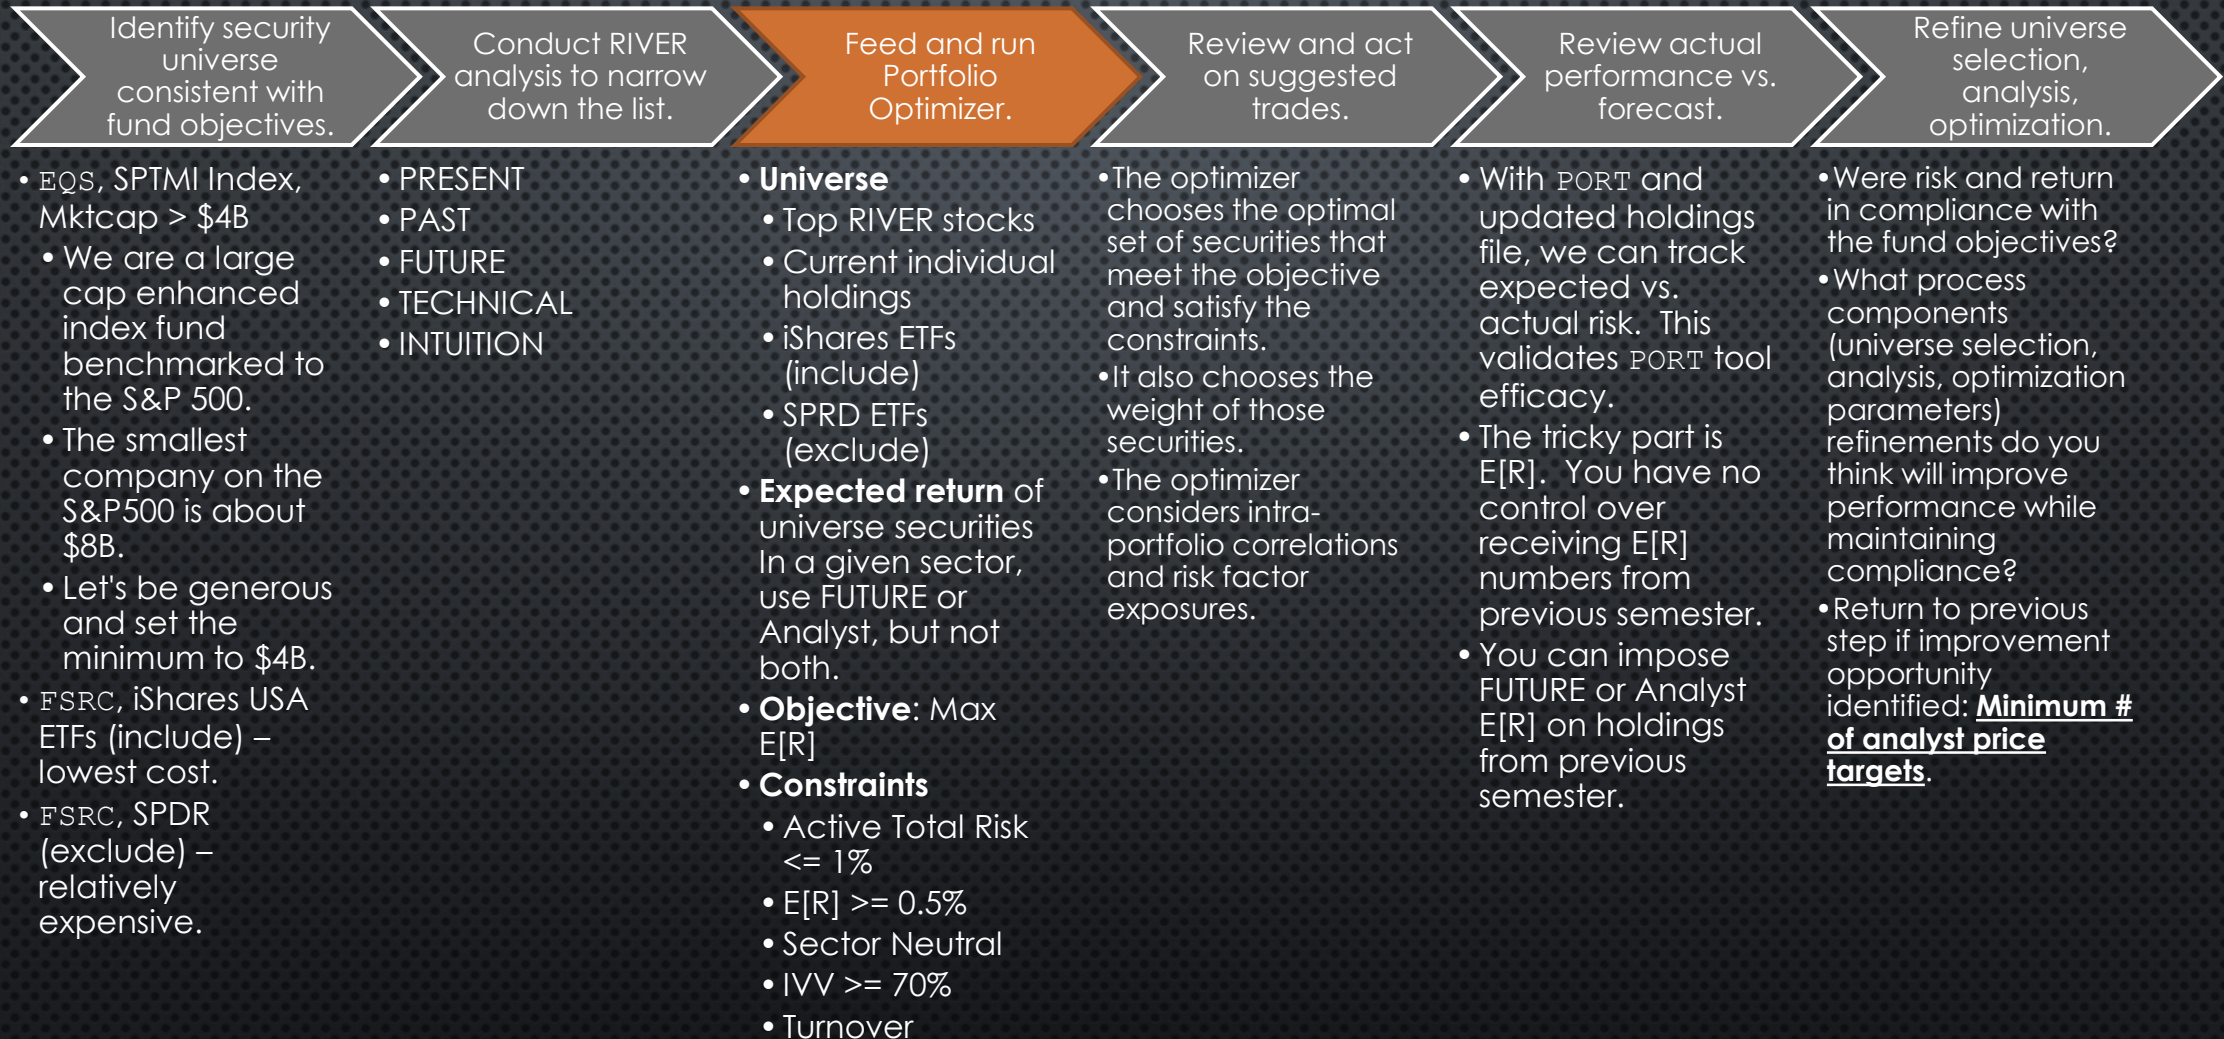 Identify security
universe
consistent with
fund objectives.
Conduct RIVER
analysis to narrow
down the list.
Feed and run
Portfolio
Optimizer.
Review and act
on suggested
trades.
Review actual
performance vs.
forecast.
Refine universe
selection,
analysis,
optimization.
• EQS, SPTMI Index,
Mktcap > $4B
• We are a large
cap enhanced
index fund
benchmarked to
the S&P 500.
• The smallest
company on the
S&P500 is about
$8B.
• Let's be generous
and set the
minimum to $4B.
• FSRC, iShares USA
ETFs (include) –
lowest cost.
• FSRC, SPDR
(exclude) –
relatively
expensive.
• PRESENT
• PAST
• FUTURE
• TECHNICAL
• INTUITION
• Universe
• Top RIVER stocks
• Current individual
holdings
• iShares ETFs
(include)
• SPRD ETFs
(exclude)
• Expected return of
universe securities
In a given sector,
use FUTURE or
Analyst, but not
both.
• Objective: Max
E[R]
• Constraints
• Active Total Risk
<= 1%
• E[R] >= 0.5%
• Sector Neutral
• IVV >= 70%
• Turnover
•The optimizer
chooses the optimal
set of securities that
meet the objective
and satisfy the
constraints.
•It also chooses the
weight of those
securities.
•The optimizer
considers intra-
portfolio correlations
and risk factor
exposures.
• With PORT and
updated holdings
file, we can track
expected vs.
actual risk.  This
validates PORT tool
efficacy.
• The tricky part is
E[R].  You have no
control over
receiving E[R]
numbers from
previous semester.
• You can impose
FUTURE or Analyst
E[R] on holdings
from previous
semester.
•Were risk and return
in compliance with
the fund objectives?
•What process
components
(universe selection,
analysis, optimization
parameters)
refinements do you
think will improve
performance while
maintaining
compliance?
•Return to previous
step if improvement
opportunity
identified: Minimum #
of analyst price
targets.